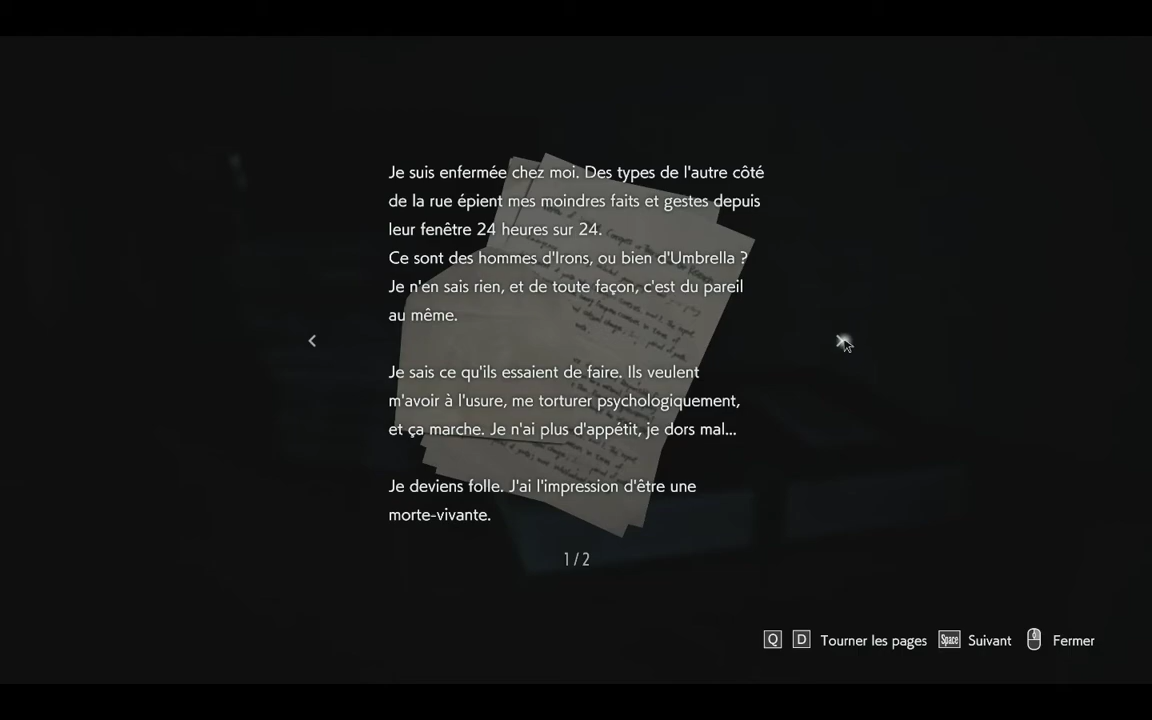 Je suis enfermée chez moi. Des types de l'autre côté
de la rue épient mes moindres faits et gestes depuis
leur fenêtre 24 heures sur 24.
Ce sont des hommes d'Irons, ou bien d'Umbrella ?
Je n'en sais rien, et de toute façon, c'est du pareil
au même.
Je sais ce qu'ils essaient de faire. Ils veulent
m'avoir à l'usure, me torturer psychologiquement,
et ça marche. Je n'ai plus d'appétit, je dors mal...
Je deviens folle. J'ai l'impression d'être une
morte-vivante.
1 / 2
Q D Tourner les pages Space Suivant Fermer